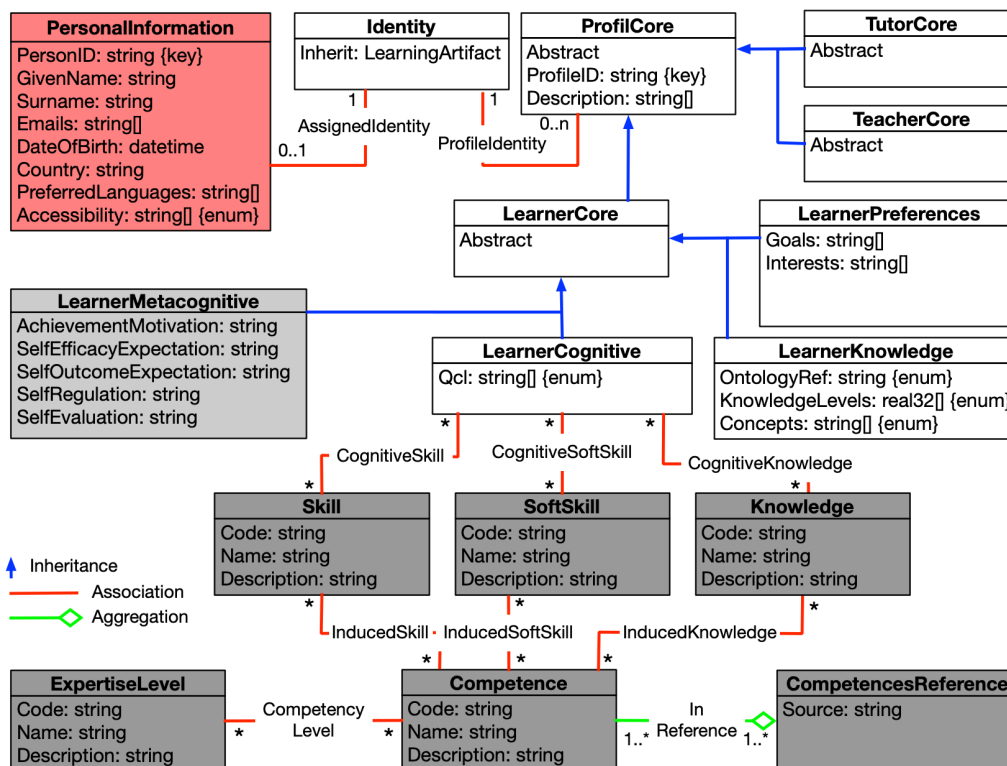 PersonalInformation
PersonID: string {key}
GivenName: string
Surname: string
Emails: string[]
DateOfBirth: datetime
Country: string
PreferredLanguages: string[]
Accessibility: string[] {enum}
Identity
Inherit: LearningArtifact
1
1
AssignedIdentity
0..1
ProfileIdentity
0..n
ProfilCore
Abstract
ProfileID: string {key}
Description: string[]
TutorCore
Abstract
TeacherCore
Abstract
LearnerCore
Abstract
LearnerPreferences
Goals: string[]
Interests: string[]
LearnerMetacognitive
AchievementMotivation: string
SelfEfficacyExpectation: string
SelfOutcomeExpectation: string
SelfRegulation: string
SelfEvaluation: string
LearnerCognitive
Qcl: string[] {enum}
LearnerKnowledge
OntologyRef: string {enum}
KnowledgeLevels: real32[] {enum}
Concepts: string[] {enum}
*
*
*
CognitiveSkill
CognitiveSoftSkill
CognitiveKnowledge
*
*
*
Skill
Code: string
Name: string
Description: string
SoftSkill
Code: string
Name: string
Description: string
Knowledge
Code: string
Name: string
Description: string
Inheritance
Association
Aggregation
*
*
*
InducedSkill
InducedSoftSkill
InducedKnowledge
*
*
*
ExpertiseLevel
Code: string
Name: string
Description: string
Competency
Level
*
*
Competence
Code: string
Name: string
Description: string
In
Reference
1..*
1..*
CompetencesReference
Source: string